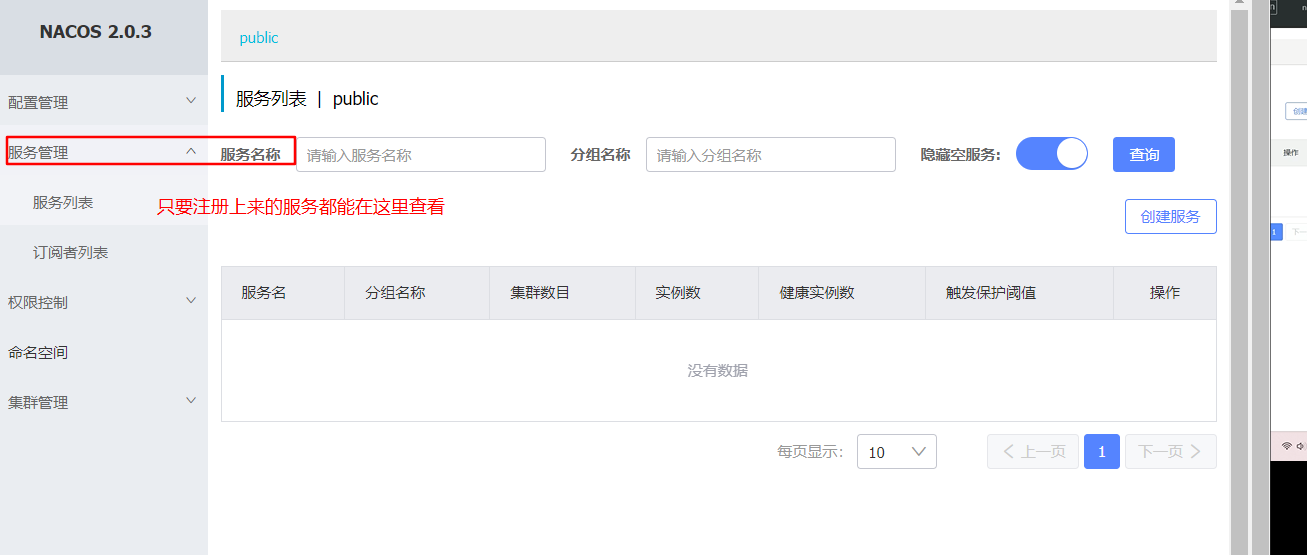 NACOS 2.0.3
public
配置管理
服务列表 | public
服务管理
服务名称 请输入服务名称 分组名称 请输入分组名称 隐藏空服务: 查询
服务列表
只要注册上来的服务都能在这里查看
创建服务
订阅者列表
权限控制
服务名 分组名称 集群数目 实例数 健康实例数 触发保护阈值 操作
命名空间
没有数据
集群管理
每页显示: 10 上一页 1 下一页
操作
1